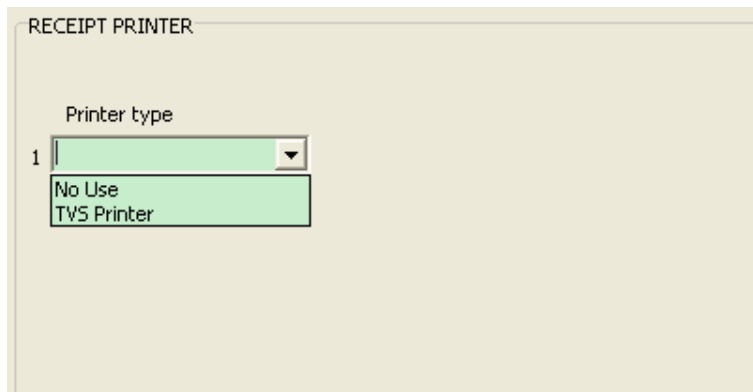 RECEIPT PRINTER
Printer type
1
No Use
TVS Printer